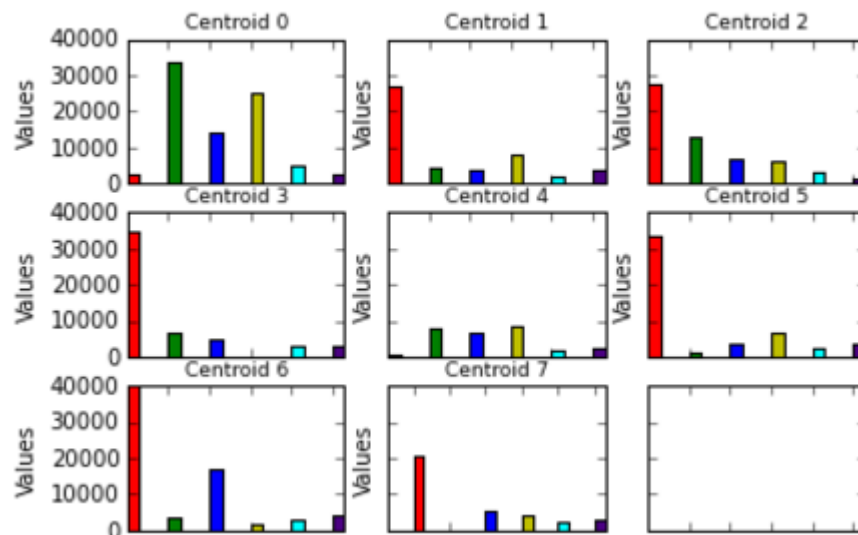 Centroid 0
Centroid 1
Centroid 2
40000
30000
20000
10000
0
Values
Values
Values
Centroid 3
Centroid 4
Centroid 5
40000
30000
20000
10000
0
Values
Values
Values
Centroid 6
Centroid 7
40000
30000
20000
10000
0
Values
Values